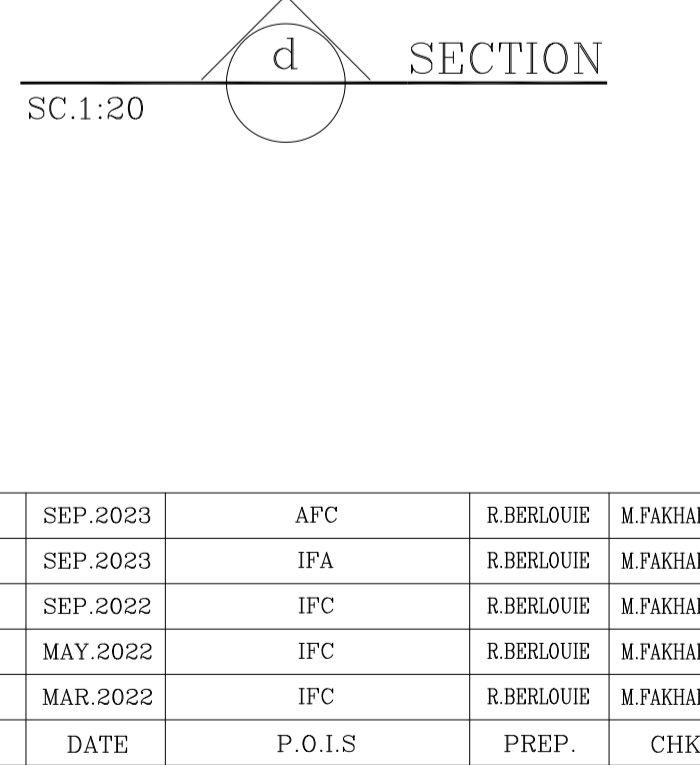 d SECTION
SC.1:20
SEP.2023 AFC R.BERLOUIE
SEP.2023 IFA R.BERLOUIE
SEP.2022 IFC R.BERLOUIE
MAY.2022 IFC R.BERLOUIE
MAR.2022 IFC R.BERLOUIE
DATE P.O.I.S PREP. CHK